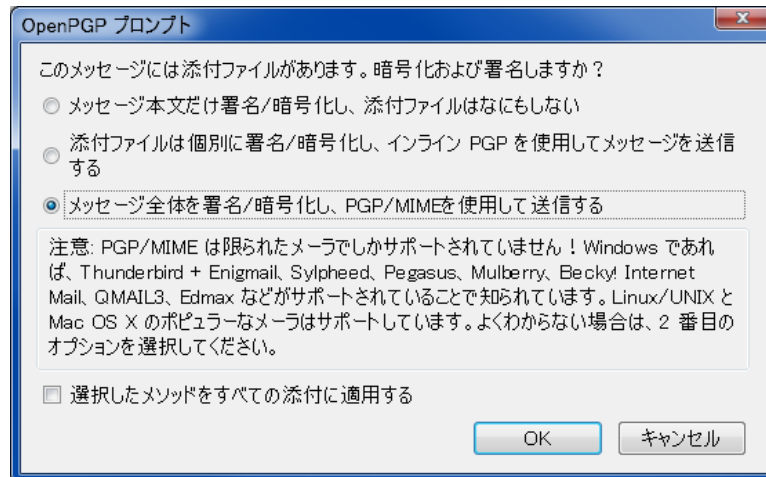 OpenPGP プロンプト
このメッセージには添付ファイルがあります。暗号化および署名しますか？
メッセージ本文だけ署名/暗号化し、添付ファイルはなにもしない
添付ファイルは個別に署名/暗号化し、インライン PGP を使用してメッセージを送信
する
メッセージ全体を署名/暗号化し、PGP/MIMEを使用して送信する
注意: PGP/MIME は限られたメーラでしかサポートされていません！Windows であれ
ば、Thunderbird + Enigmail、Sylpheed、Pegasus、Mulberry、Becky! Internet
Mail、QMAIL3、Edmax などがサポートされていることで知られています。Linux/UNIX と
Mac OS X のポピュラーなメーラはサポートしています。よくわからない場合は、2 番目の
オプションを選択してください。
選択したメソッドをすべての添付に適用する
OK キャンセル